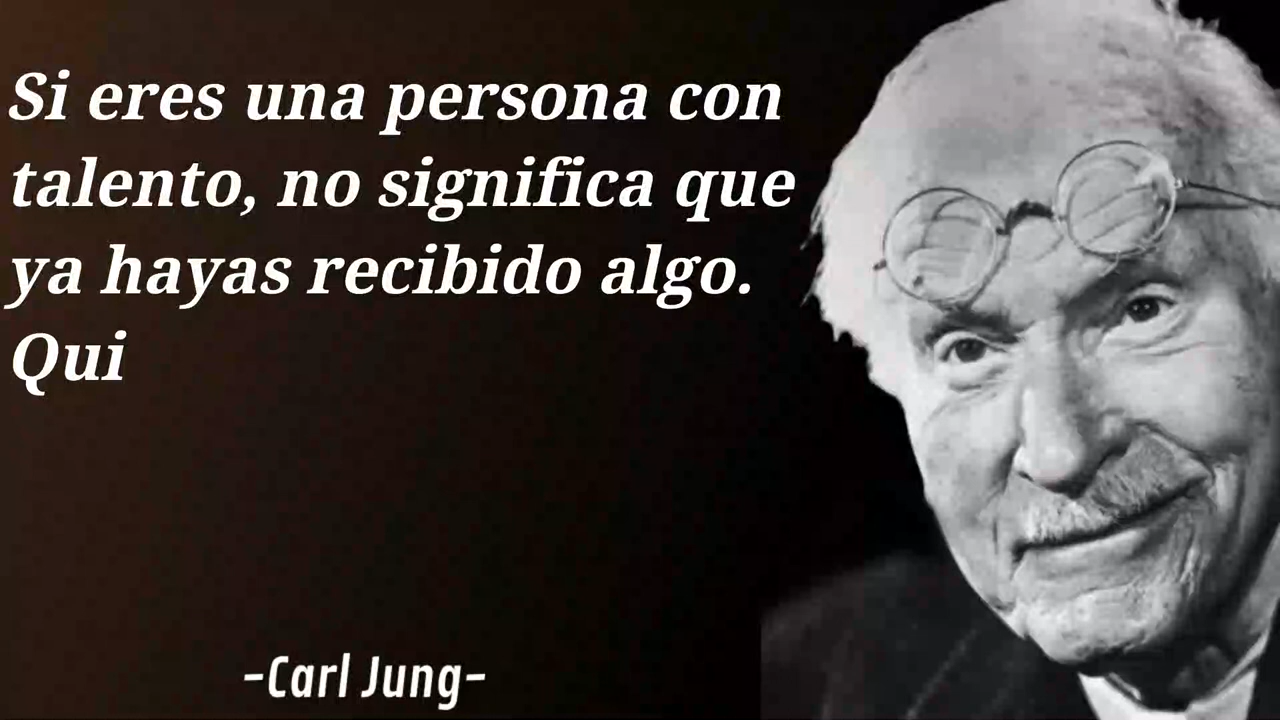 Si eres una persona con
talento, no significa que
ya hayas recibido algo.
Qui
-Carl Jung-